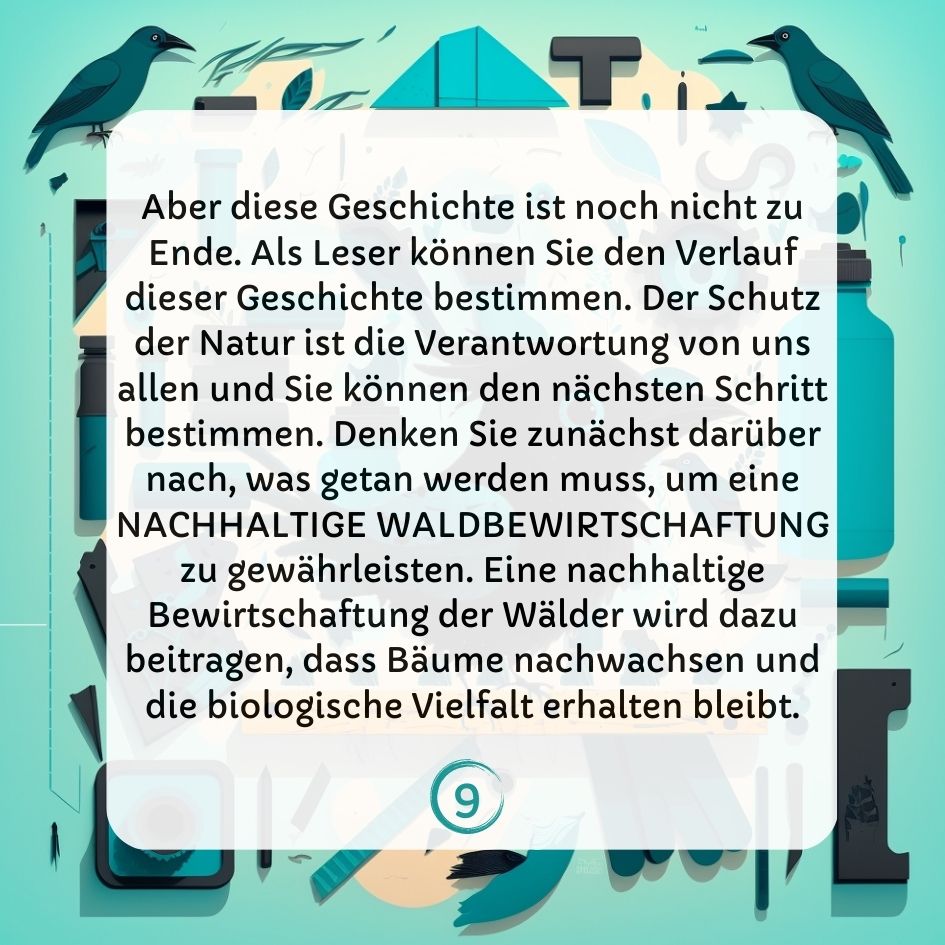 Aber diese Geschichte ist noch nicht zu
Ende. Als Leser können Sie den Verlauf
dieser Geschichte bestimmen. Der Schutz
der Natur ist die Verantwortung von uns
allen und Sie können den nächsten Schritt
bestimmen. Denken Sie zunächst darüber
nach, was getan werden muss, um eine
NACHHALTIGE WALDBEWIRTSCHAFTUNG
zu gewährleisten. Eine nachhaltige
Bewirtschaftung der Wälder wird dazu
beitragen, dass Bäume nachwachsen und
die biologische Vielfalt erhalten bleibt.
9